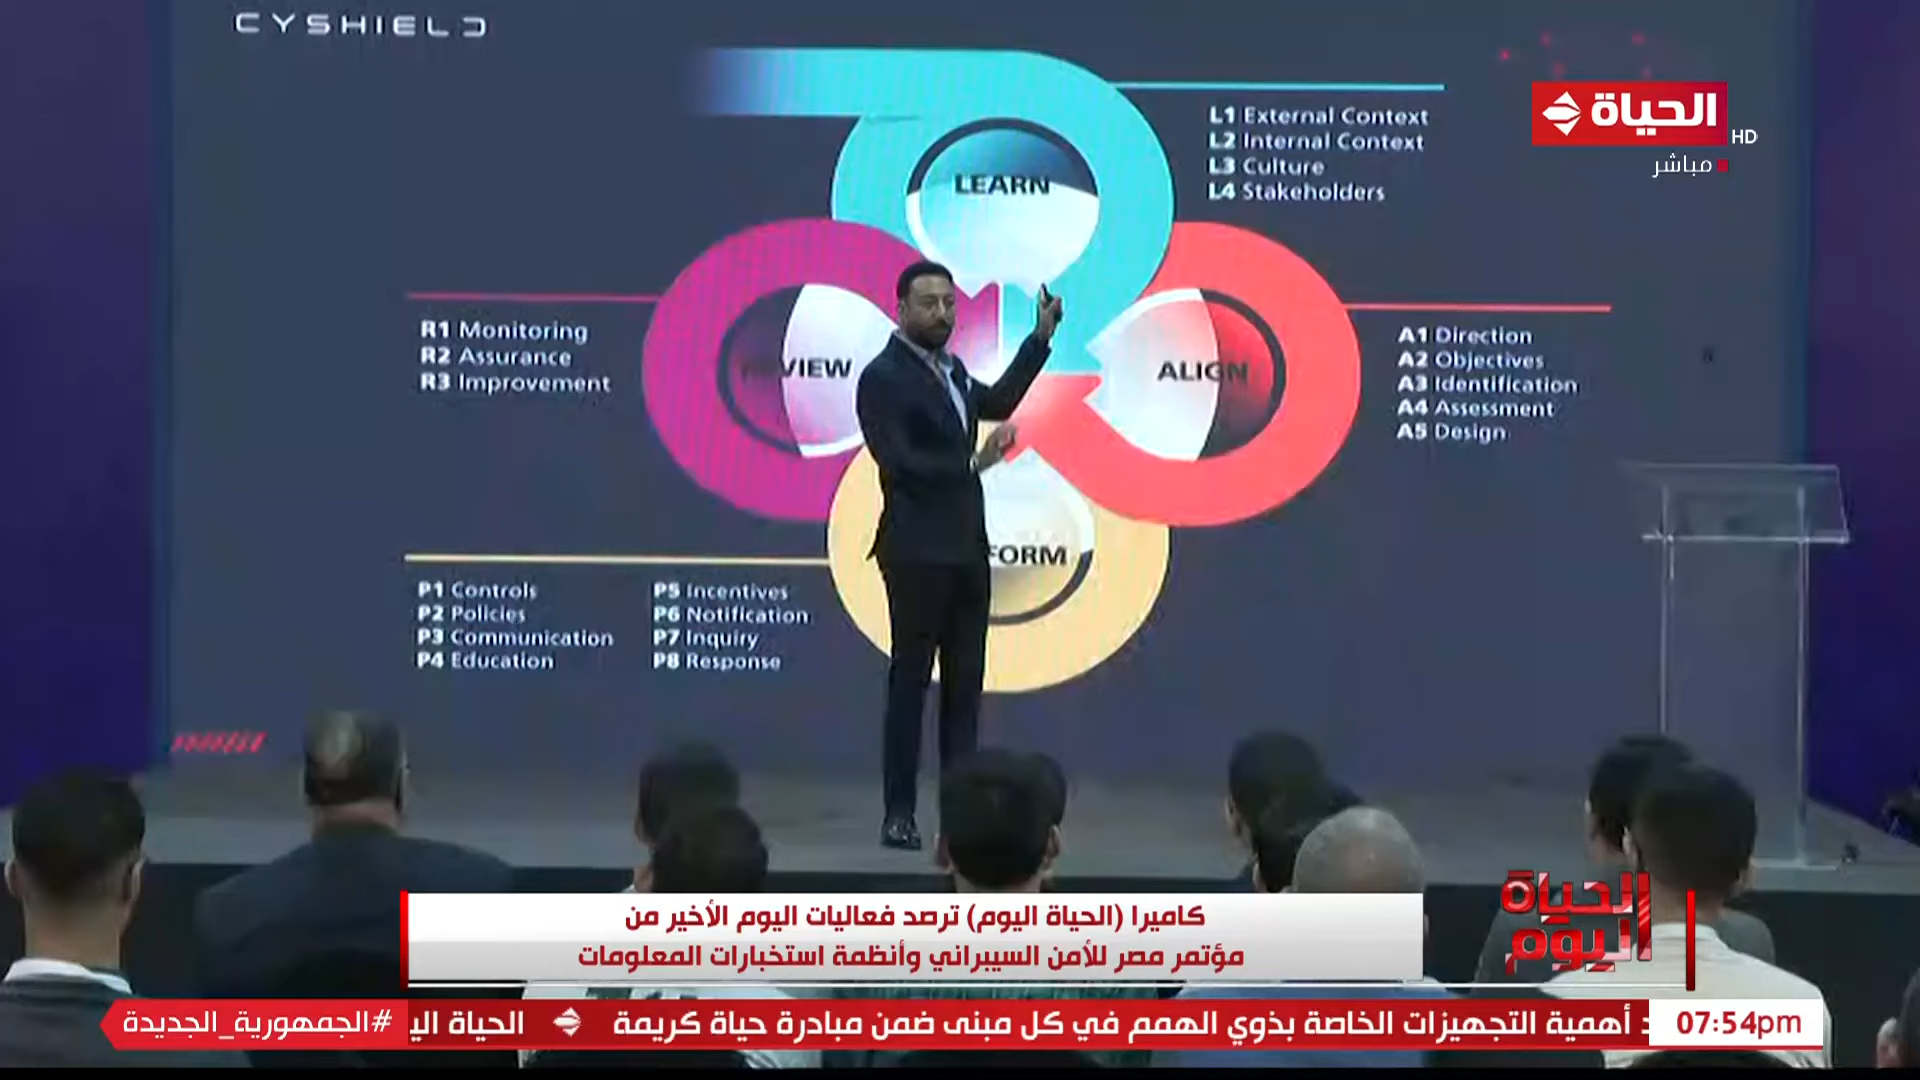 CYSHIELD
الحياة
HD
مباشر
LEARN
L1 External Context
L2 Internal Context
L3 Culture
L4 Stakeholders
REVIEW
R1 Monitoring
R2 Assurance
R3 Improvement
ALIGN
A1 Direction
A2 Objectives
A3 Identification
A4 Assessment
A5 Design
FORM
P1 Controls
P2 Policies
P3 Communication
P4 Education
P5 Incentives
P6 Notification
P7 Inquiry
P8 Response
الحياة اليوم
كاميرا (الحياة اليوم) ترصد فعاليات اليوم الأخير من
مؤتمر مصر للأمن السيبراني وأنظمة استخبارات المعلومات
07:54pm
د أهمية التجهيزات الخاصة بذوي الهمم في كل مبنى ضمن مبادرة حياة كريمة الحياة الي
#الجمهورية_الجديدة